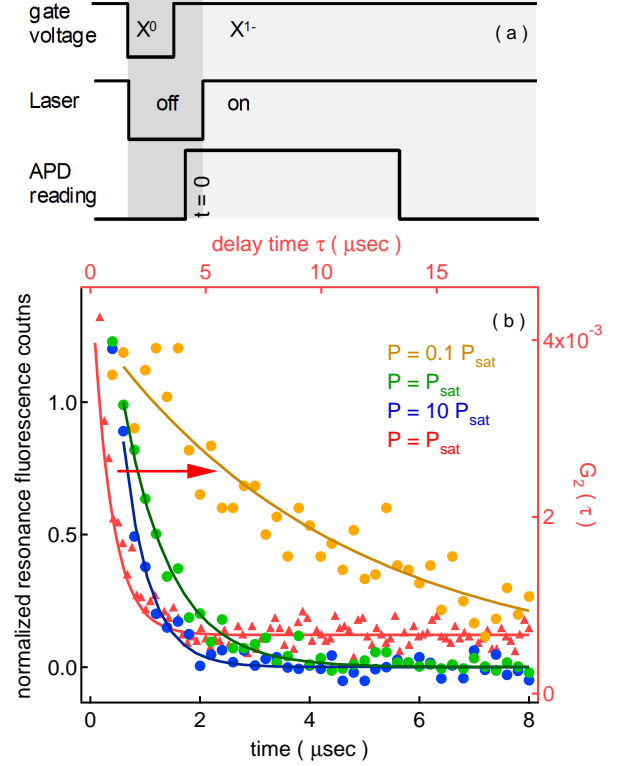 gate
voltage
X⁰
X¹⁻
( a )
Laser
off
on
APD
reading
t = 0
delay time τ ( μsec )
0
5
10
15
normalized resonance fluorescence coutns
1.0
0.5
0.0
( b )
P = 0.1 Psat
P = Psat
P = 10 Psat
P = Psat
4x10⁻³
2
0
G₂ ( τ )
0
2
4
6
8
time ( μsec )